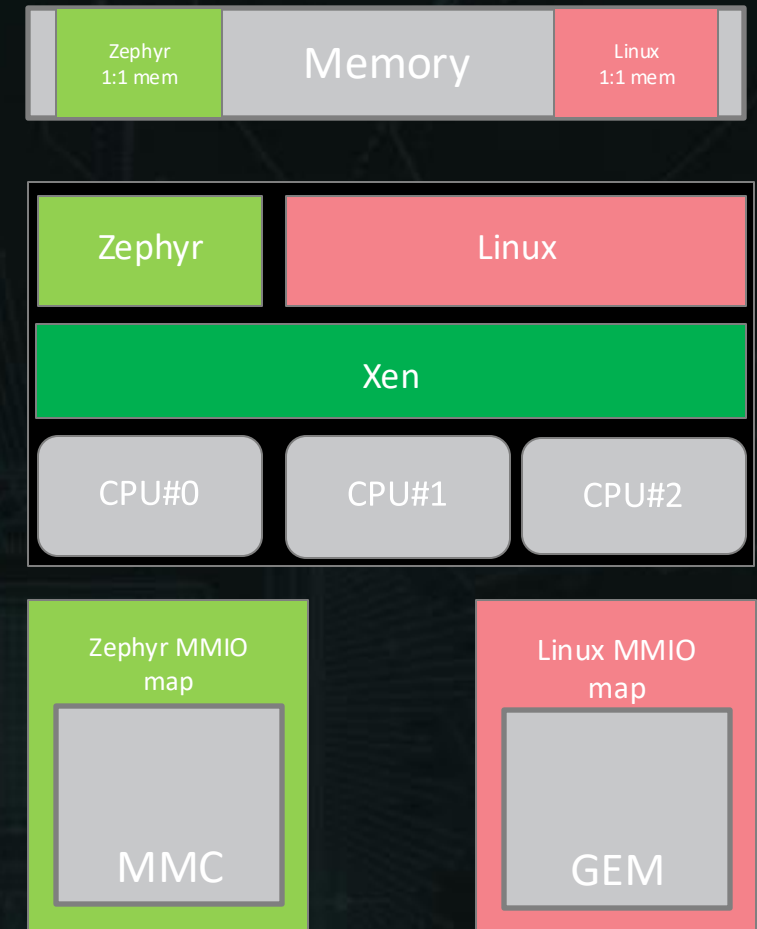 Zephyr
1:1 mem
Memory
Linux
1:1 mem
Zephyr
Linux
Xen
CPU#0
CPU#1
CPU#2
Zephyr MMIO
map
MMC
Linux MMIO
map
GEM